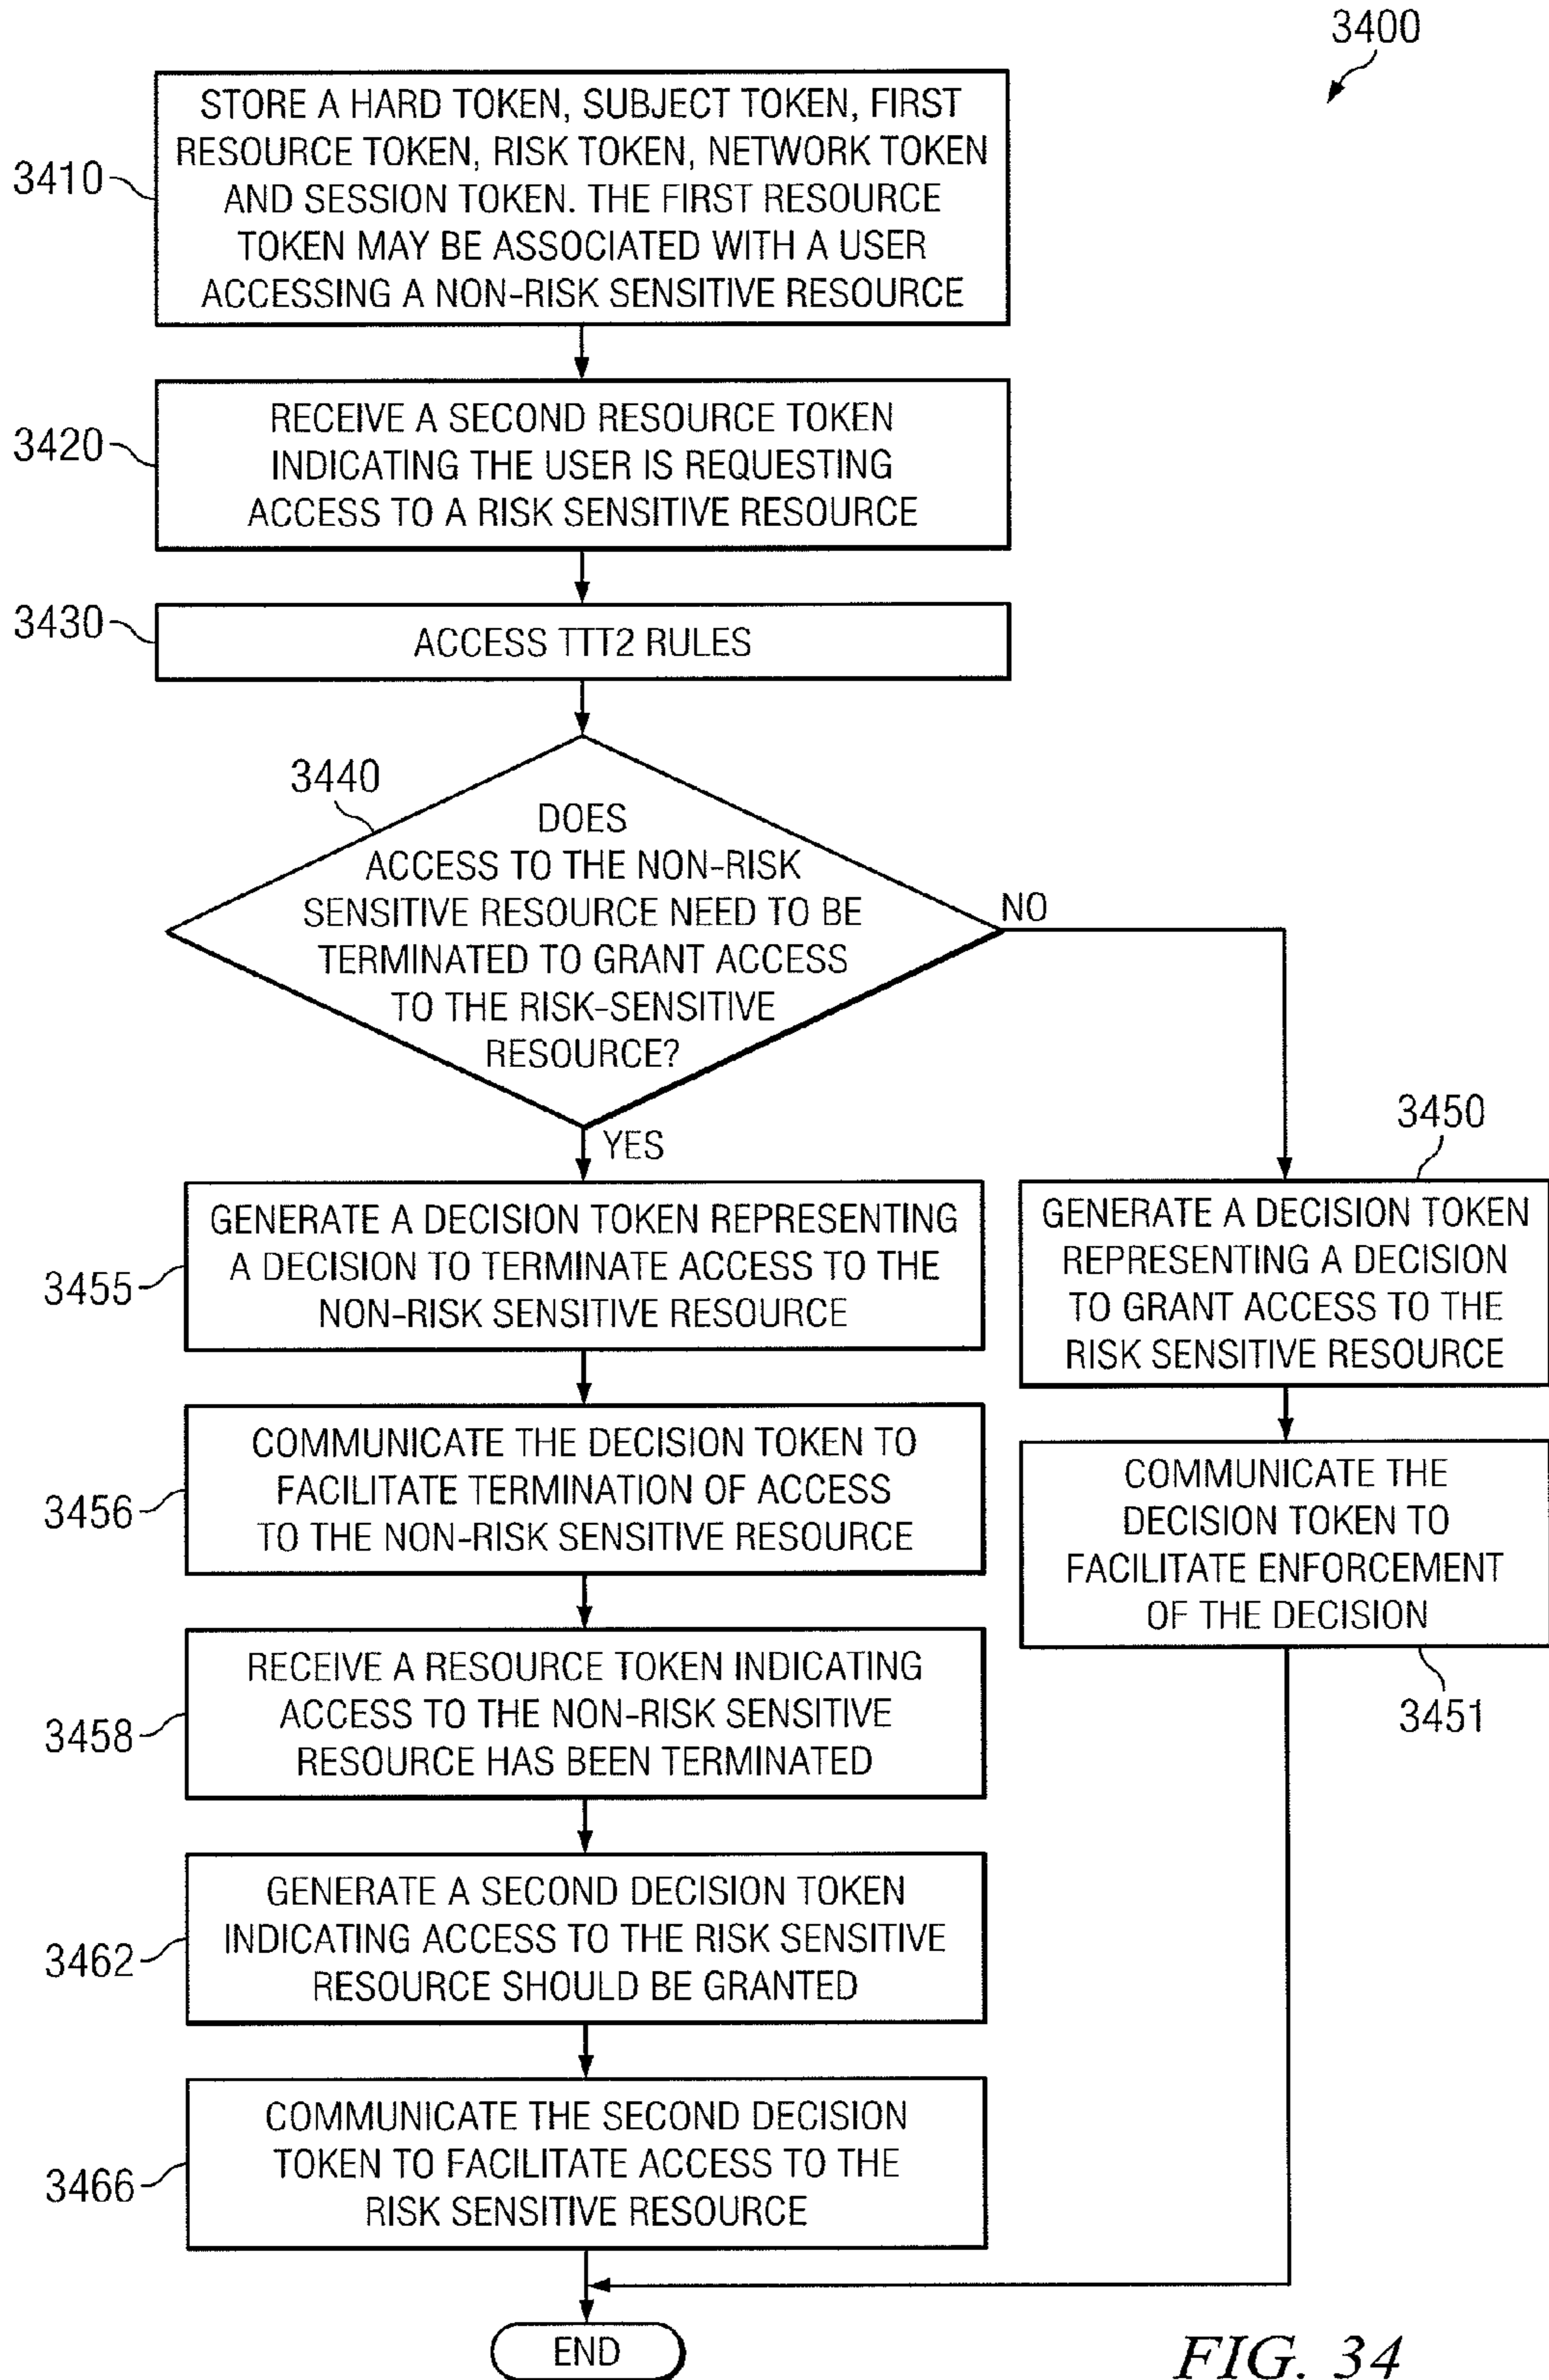 3400
STORE A HARD TOKEN, SUBJECT TOKEN, FIRST
RESOURCE TOKEN, RISK TOKEN, NETWORK TOKEN
AND SESSION TOKEN. THE FIRST RESOURCE
TOKEN MAY BE ASSOCIATED WITH A USER
ACCESSING A NON-RISK SENSITIVE RESOURCE
3410
RECEIVE A SECOND RESOURCE TOKEN
INDICATING THE USER IS REQUESTING
ACCESS TO A RISK SENSITIVE RESOURCE
3420
3430
ACCESS TTT2 RULES
3440
DOES
ACCESS TO THE NON-RISK
SENSITIVE RESOURCE NEED TO BE
TERMINATED TO GRANT ACCESS
TO THE RISK-SENSITIVE
RESOURCE?
NO
YES
3455
GENERATE A DECISION TOKEN REPRESENTING
A DECISION TO TERMINATE ACCESS TO THE
NON-RISK SENSITIVE RESOURCE
3450
GENERATE A DECISION TOKEN
REPRESENTING A DECISION
TO GRANT ACCESS TO THE
RISK SENSITIVE RESOURCE
3456
COMMUNICATE THE DECISION TOKEN TO
FACILITATE TERMINATION OF ACCESS
TO THE NON-RISK SENSITIVE RESOURCE
COMMUNICATE THE
DECISION TOKEN TO
FACILITATE ENFORCEMENT
OF THE DECISION
3451
3458
RECEIVE A RESOURCE TOKEN INDICATING
ACCESS TO THE NON-RISK SENSITIVE
RESOURCE HAS BEEN TERMINATED
3462
GENERATE A SECOND DECISION TOKEN
INDICATING ACCESS TO THE RISK SENSITIVE
RESOURCE SHOULD BE GRANTED
3466
COMMUNICATE THE SECOND DECISION
TOKEN TO FACILITATE ACCESS TO THE
RISK SENSITIVE RESOURCE
END
FIG. 34